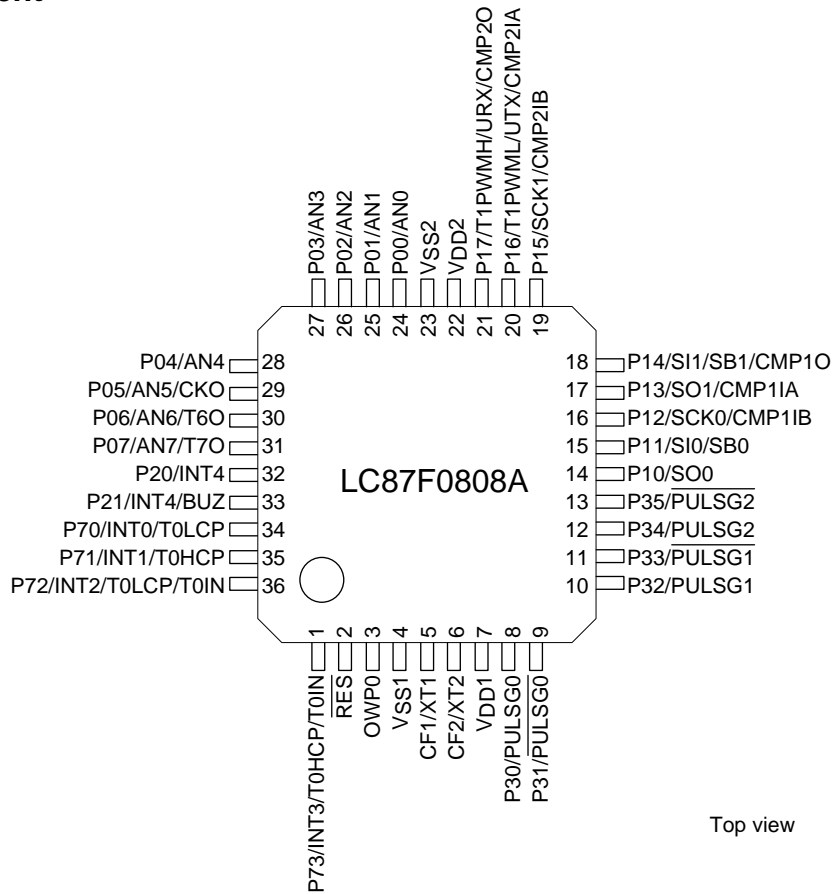 P03/AN3
P02/AN2
P01/AN1
P00/AN0
VSS2
VDD2
P17/T1PWMH/URX/CMP2O
P16/T1PWML/UTX/CMP2IA
P15/SCK1/CMP2IB
27
26
25
24
23
22
21
20
19
P04/AN4 28
P05/AN5/CKO 29
P06/AN6/T6O 30
P07/AN7/T7O 31
P20/INT4 32
P21/INT4/BUZ 33
P70/INT0/T0LCP 34
P71/INT1/T0HCP 35
P72/INT2/T0LCP/T0IN 36
LC87F0808A
18 P14/SI1/SB1/CMP1O
17 P13/SO1/CMP1IA
16 P12/SCK0/CMP1IB
15 P11/SI0/SB0
14 P10/SO0
13 P35/PULSG2
12 P34/PULSG2
11 P33/PULSG1
10 P32/PULSG1
1
2
3
4
5
6
7
8
9
P73/INT3/T0HCP/T0IN
RES
OWP0
VSS1
CF1/XT1
CF2/XT2
VDD1
P30/PULSG0
P31/PULSG0
Top view